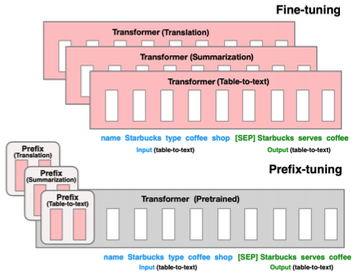 Fine-tuning
Transformer (Translation)
Transformer (Summarization)
Transformer (Table-to-text)
name Starbucks type coffee shop [SEP] Starbucks serves coffee
Input (table-to-text) Output (table-to-text)
Prefix-tuning
Prefix
(Translation)
Prefix
(Summarization)
Prefix
(Table-to-text)
Transformer (Pretrained)
name Starbucks type coffee shop [SEP] Starbucks serves coffee
Input (table-to-text) Output (table-to-text)